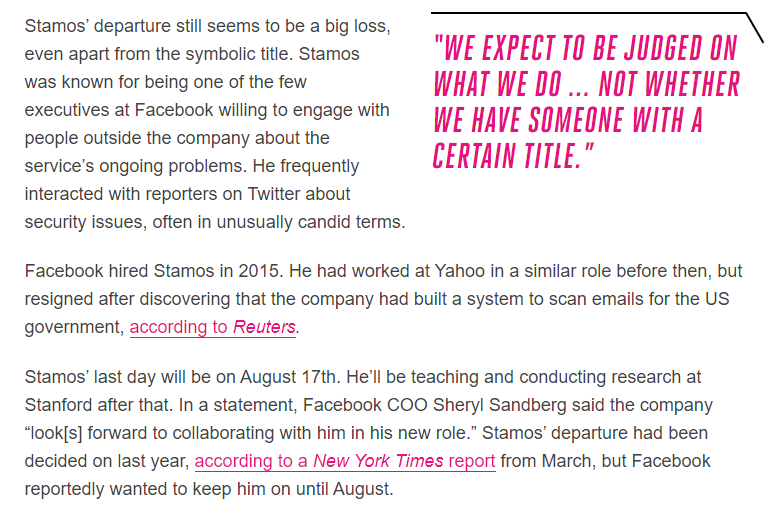 Stamos’ departure still seems to be a big loss,
even apart from the symbolic title. Stamos
was known for being one of the few
executives at Facebook willing to engage with
people outside the company about the
service’s ongoing problems. He frequently
interacted with reporters on Twitter about
security issues, often in unusually candid terms.
"WE EXPECT TO BE JUDGED ON
WHAT WE DO ... NOT WHETHER
WE HAVE SOMEONE WITH A
CERTAIN TITLE."
Facebook hired Stamos in 2015. He had worked at Yahoo in a similar role before then, but
resigned after discovering that the company had built a system to scan emails for the US
government, according to Reuters.
Stamos’ last day will be on August 17th. He’ll be teaching and conducting research at
Stanford after that. In a statement, Facebook COO Sheryl Sandberg said the company
“look[s] forward to collaborating with him in his new role.” Stamos’ departure had been
decided on last year, according to a New York Times report from March, but Facebook
reportedly wanted to keep him on until August.